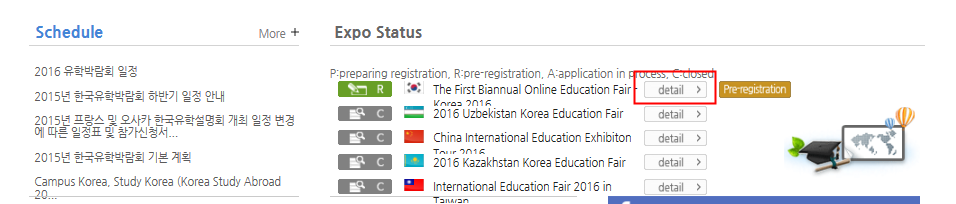 Schedule
More +
2016 유학박람회 일정
2015년 한국유학박람회 하반기 일정 안내
2015년 프랑스 및 오사카 한국유학설명회 개최 일정 변경
에 따른 일정표 및 참가신청서...
2015년 한국유학박람회 기본 계획
Campus Korea, Study Korea (Korea Study Abroad
20...
Expo Status
P:preparing registration, R:pre-registration, A:application in process, C:closed
R The First Biannual Online Education Fair - detail > Pre-registration
Korea 2016
C 2016 Uzbekistan Korea Education Fair detail >
C China International Education Exhibiton detail >
Tour 2016
C 2016 Kazakhstan Korea Education Fair detail >
C International Education Fair 2016 in detail >
Taiwan